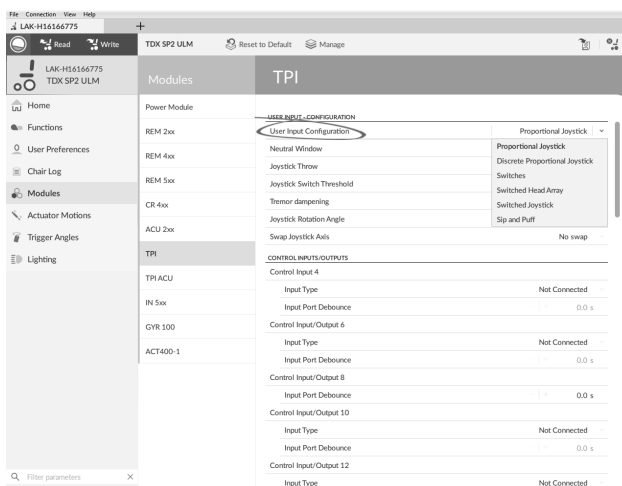 File Connection View Help
LAK-H16166775 +
Read Write TDX SP2 ULM Reset to Default Manage
LAK-H16166775
TDX SP2 ULM
Modules
TPI
Home
Functions
User Preferences
Chair Log
Modules
Actuator Motions
Trigger Angles
Lighting
Filter parameters ×
Power Module
REM 2xx
REM 4xx
REM 5xx
CR 4xx
ACU 2xx
TPI
TPI ACU
IN 5xx
GYR 100
ACT400-1
USER INPUT - CONFIGURATION
User Input Configuration Proportional Joystick
Neutral Window
Joystick Throw
Joystick Switch Threshold
Tremor dampening
Joystick Rotation Angle
Proportional Joystick
Discrete Proportional Joystick
Switches
Switched Head Array
Switched Joystick
Sip and Puff
Swap Joystick Axis No swap
CONTROL INPUTS/OUTPUTS
Control Input 4
Input Type Not Connected
Input Port Debounce 0.0 s
Control Input/Output 6
Input Type Not Connected
Input Port Debounce 0.0 s
Control Input/Output 8
Input Port Debounce + 0.0 s
Control Input/Output 10
Input Type Not Connected
Input Port Debounce 0.0 s
Control Input/Output 12
Input Type Not Connected